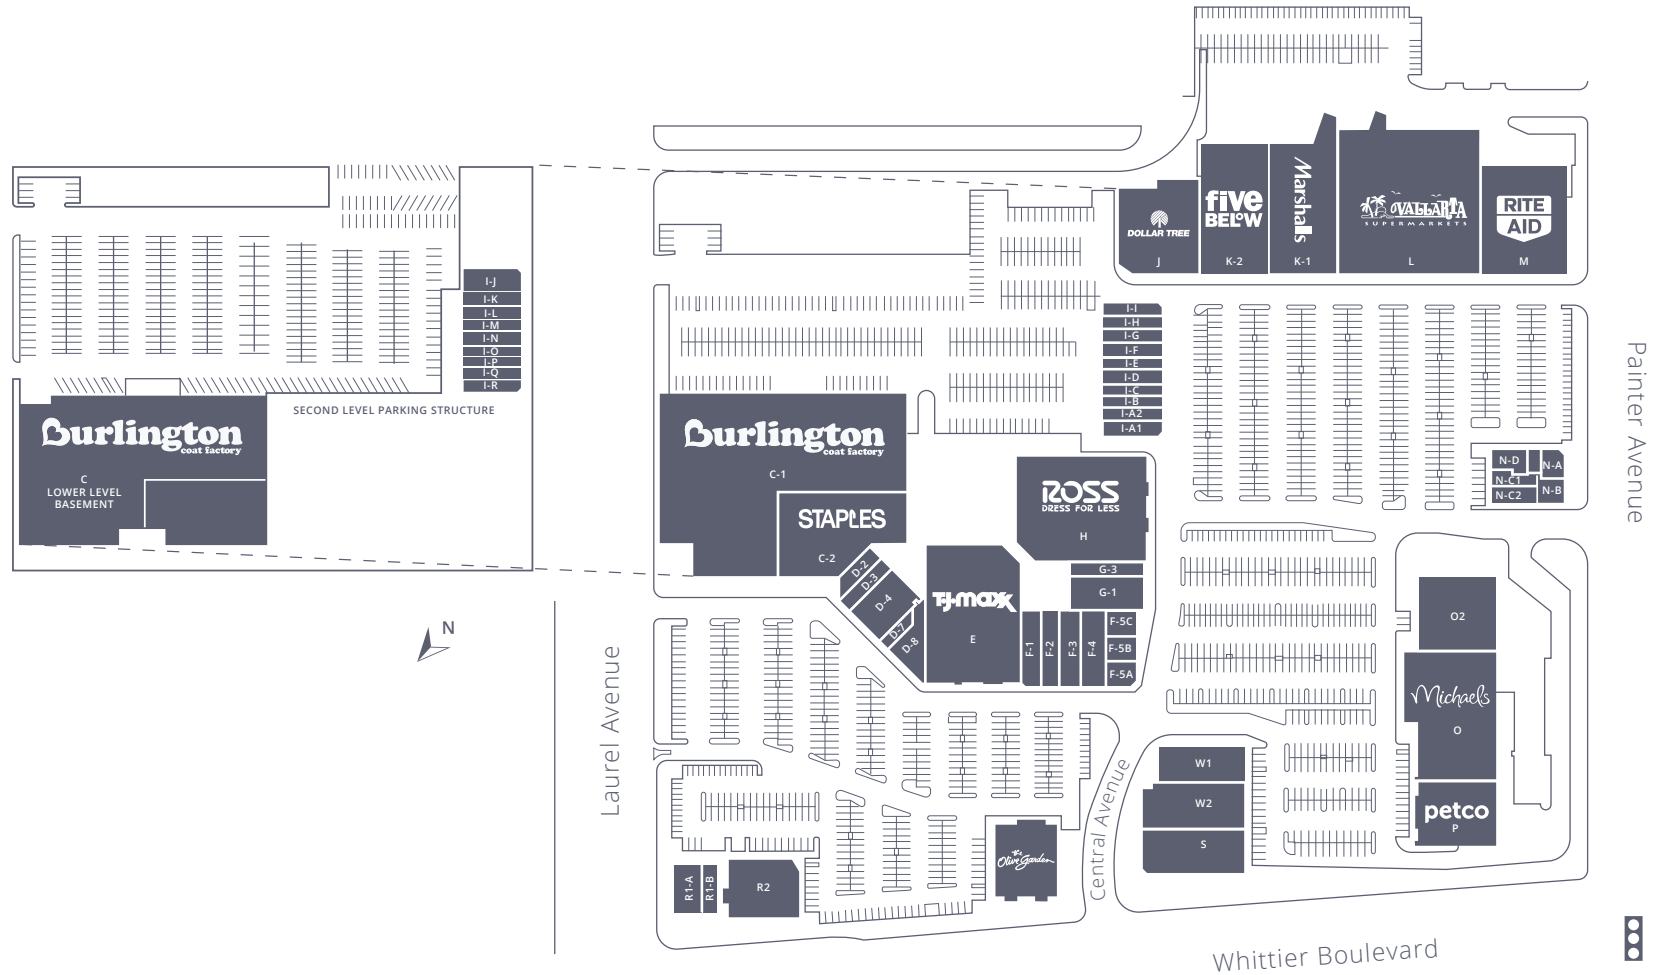 I-J
I-K
I-L
I-M
I-N
I-O
I-P
I-Q
I-R
SECOND LEVEL PARKING STRUCTURE
Burlington
coat factory
C
LOWER LEVEL
BASEMENT
N
Laurel Avenue
DOLLAR TREE
J
five
BELOW
K-2
Marshalls
K-1
VALLARTA
SUPERMARKETS
L
RITE
AID
M
I-I
I-H
I-G
I-F
I-E
I-D
I-C
I-B
I-A2
I-A1
Painter Avenue
N-D
N-A
N-C1
N-C2
N-B
Burlington
coat factory
C-1
STAPLES
C-2
ROSS
DRESS FOR LESS
H
D-2
D-3
D-4
D-7
D-8
T·J·maxx
E
G-3
G-1
F-1
F-2
F-3
F-4
F-5C
F-5B
F-5A
O2
Michaels
O
petco
P
W1
W2
S
Central Avenue
the
Olive Garden
R1-A
R1-B
R2
Whittier Boulevard